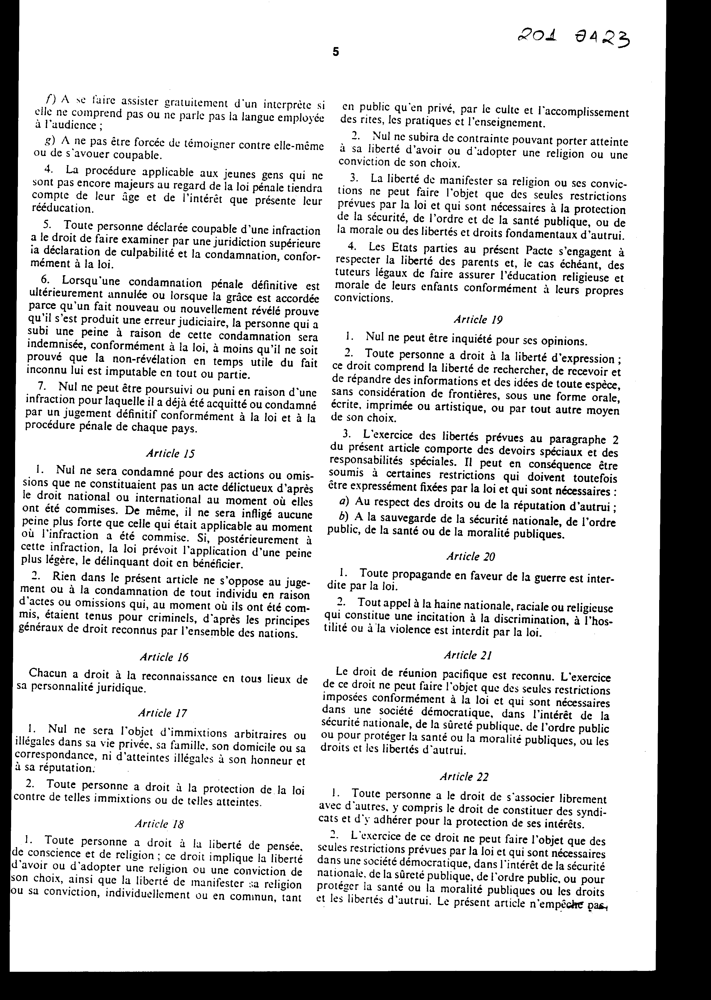 201 0423
5
f) A se faire assister gratuitement d'un interprète si
elle ne comprend pas ou ne parle pas la langue employée
à l'audience ;
g) A ne pas être forcée de témoigner contre elle-même
ou de s'avouer coupable.
4. La procédure applicable aux jeunes gens qui ne
sont pas encore majeurs au regard de la loi pénale tiendra
compte de leur âge et de l'intérêt que présente leur
rééducation.
5. Toute personne déclarée coupable d'une infraction
a le droit de faire examiner par une juridiction supérieure
la déclaration de culpabilité et la condamnation, confor-
mément à la loi.
6. Lorsqu'une condamnation pénale définitive est
ultérieurement annulée ou lorsque la grâce est accordée
parce qu'un fait nouveau ou nouvellement révélé prouve
qu'il s'est produit une erreur judiciaire, la personne qui a
subi une peine à raison de cette condamnation sera
indemnisée, conformément à la loi, à moins qu'il ne soit
prouvé que la non-révélation en temps utile du fait
inconnu lui est imputable en tout ou partie.
7. Nul ne peut être poursuivi ou puni en raison d'une
infraction pour laquelle il a déjà été acquitté ou condamné
par un jugement définitif conformément à la loi et à la
procédure pénale de chaque pays.
Article 15
1. Nul ne sera condamné pour des actions ou omis-
sions que ne constituaient pas un acte délictueux d'après
le droit national ou international au moment où elles
ont été commises. De même, il ne sera infligé aucune
peine plus forte que celle qui était applicable au moment
où l'infraction a été commise. Si, postérieurement à
cette infraction, la loi prévoit l'application d'une peine
plus légère, le délinquant doit en bénéficier.
2. Rien dans le présent article ne s'oppose au juge-
ment ou à la condamnation de tout individu en raison
d'actes ou omissions qui, au moment où ils ont été com-
mis, étaient tenus pour criminels, d'après les principes
généraux de droit reconnus par l'ensemble des nations.
Article 16
Chacun a droit à la reconnaissance en tous lieux de
sa personnalité juridique.
Article 17
1. Nul ne sera l'objet d'immixtions arbitraires ou
illégales dans sa vie privée, sa famille, son domicile ou sa
correspondance, ni d'atteintes illégales à son honneur et
à sa réputation.
2. Toute personne a droit à la protection de la loi
contre de telles immixtions ou de telles atteintes.
Article 18
1. Toute personne a droit à la liberté de pensée,
de conscience et de religion ; ce droit implique la liberté
d'avoir ou d'adopter une religion ou une conviction de
son choix, ainsi que la liberté de manifester sa religion
ou sa conviction, individuellement ou en commun, tant
en public qu'en privé, par le culte et l'accomplissement
des rites, les pratiques et l'enseignement.
2. Nul ne subira de contrainte pouvant porter atteinte
à sa liberté d'avoir ou d'adopter une religion ou une
conviction de son choix.
3. La liberté de manifester sa religion ou ses convic-
tions ne peut faire l'objet que des seules restrictions
prévues par la loi et qui sont nécessaires à la protection
de la sécurité, de l'ordre et de la santé publique, ou de
la morale ou des libertés et droits fondamentaux d'autrui.
4. Les Etats parties au présent Pacte s'engagent à
respecter la liberté des parents et, le cas échéant, des
tuteurs légaux de faire assurer l'éducation religieuse et
morale de leurs enfants conformément à leurs propres
convictions.
Article 19
1. Nul ne peut être inquiété pour ses opinions.
2. Toute personne a droit à la liberté d'expression ;
ce droit comprend la liberté de rechercher, de recevoir et
de répandre des informations et des idées de toute espèce,
sans considération de frontières, sous une forme orale,
écrite, imprimée ou artistique, ou par tout autre moyen
de son choix.
3. L'exercice des libertés prévues au paragraphe 2
du présent article comporte des devoirs spéciaux et des
responsabilités spéciales. Il peut en conséquence être
soumis à certaines restrictions qui doivent toutefois
être expressément fixées par la loi et qui sont nécessaires :
a) Au respect des droits ou de la réputation d'autrui ;
b) A la sauvegarde de la sécurité nationale, de l'ordre
public, de la santé ou de la moralité publiques.
Article 20
1. Toute propagande en faveur de la guerre est inter-
dite par la loi.
2. Tout appel à la haine nationale, raciale ou religieuse
qui constitue une incitation à la discrimination, à l'hos-
tilité ou à la violence est interdit par la loi.
Article 21
Le droit de réunion pacifique est reconnu. L'exercice
de ce droit ne peut faire l'objet que des seules restrictions
imposées conformément à la loi et qui sont nécessaires
dans une société démocratique, dans l'intérêt de la
sécurité nationale, de la sûreté publique, de l'ordre public
ou pour protéger la santé ou la moralité publiques, ou les
droits et les libertés d'autrui.
Article 22
1. Toute personne a le droit de s'associer librement
avec d'autres, y compris le droit de constituer des syndi-
cats et d'y adhérer pour la protection de ses intérêts.
2. L'exercice de ce droit ne peut faire l'objet que des
seules restrictions prévues par la loi et qui sont nécessaires
dans une société démocratique, dans l'intérêt de la sécurité
nationale, de la sûreté publique, de l'ordre public, ou pour
protéger la santé ou la moralité publiques ou les droits
et les libertés d'autrui. Le présent article n'empêche pas